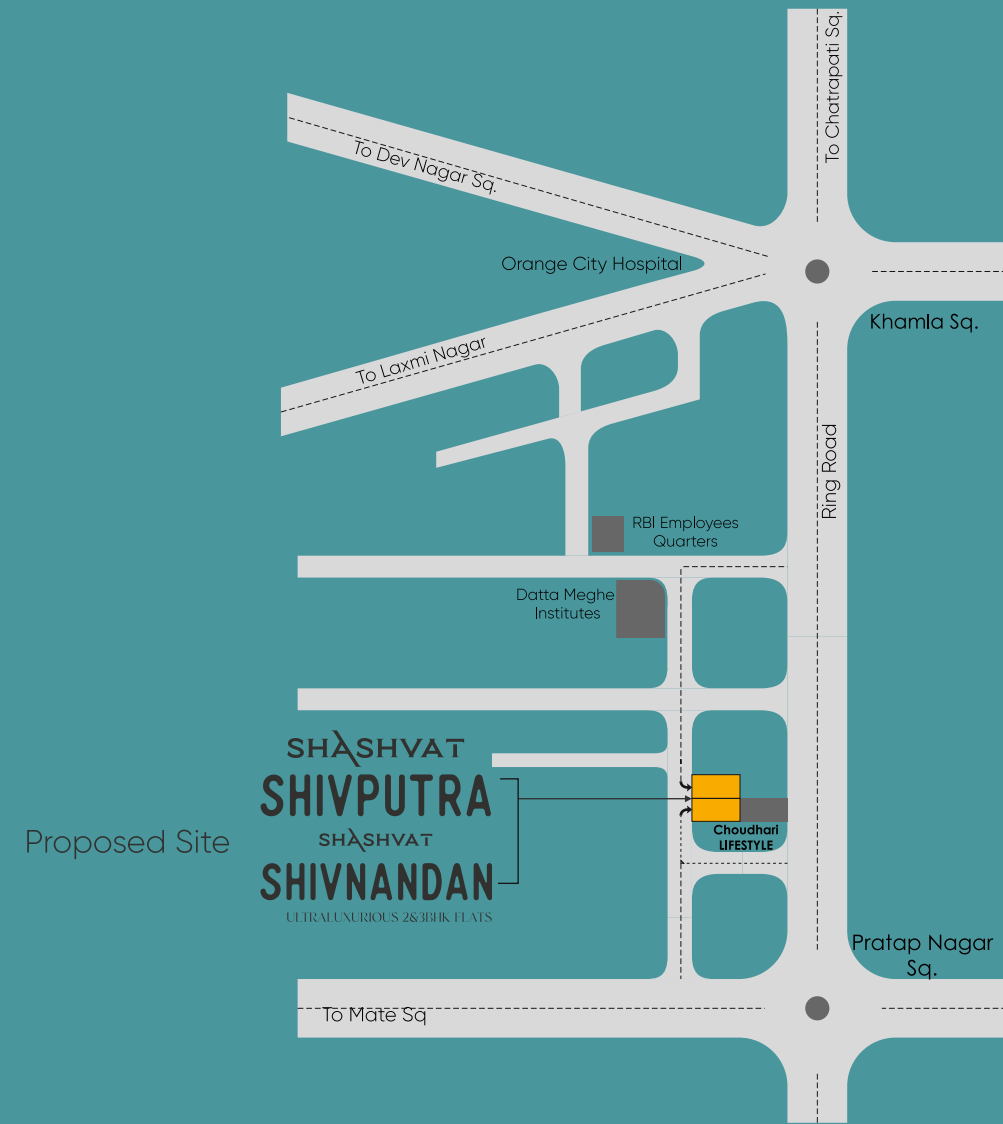 To Chatrapati Sq.
To Dev Nagar Sq.
Orange City Hospital
Khamla Sq.
To Laxmi Nagar
Ring Road
RBI Employees
Quarters
Datta Meghe
Institutes
SHASHVAT
SHIVPUTRA
Proposed Site
SHASHVAT
SHIVNANDAN
ULTRALUXURIOUS 2&3BHK FLATS
Choudhari
LIFESTYLE
Pratap Nagar
Sq.
To Mate Sq